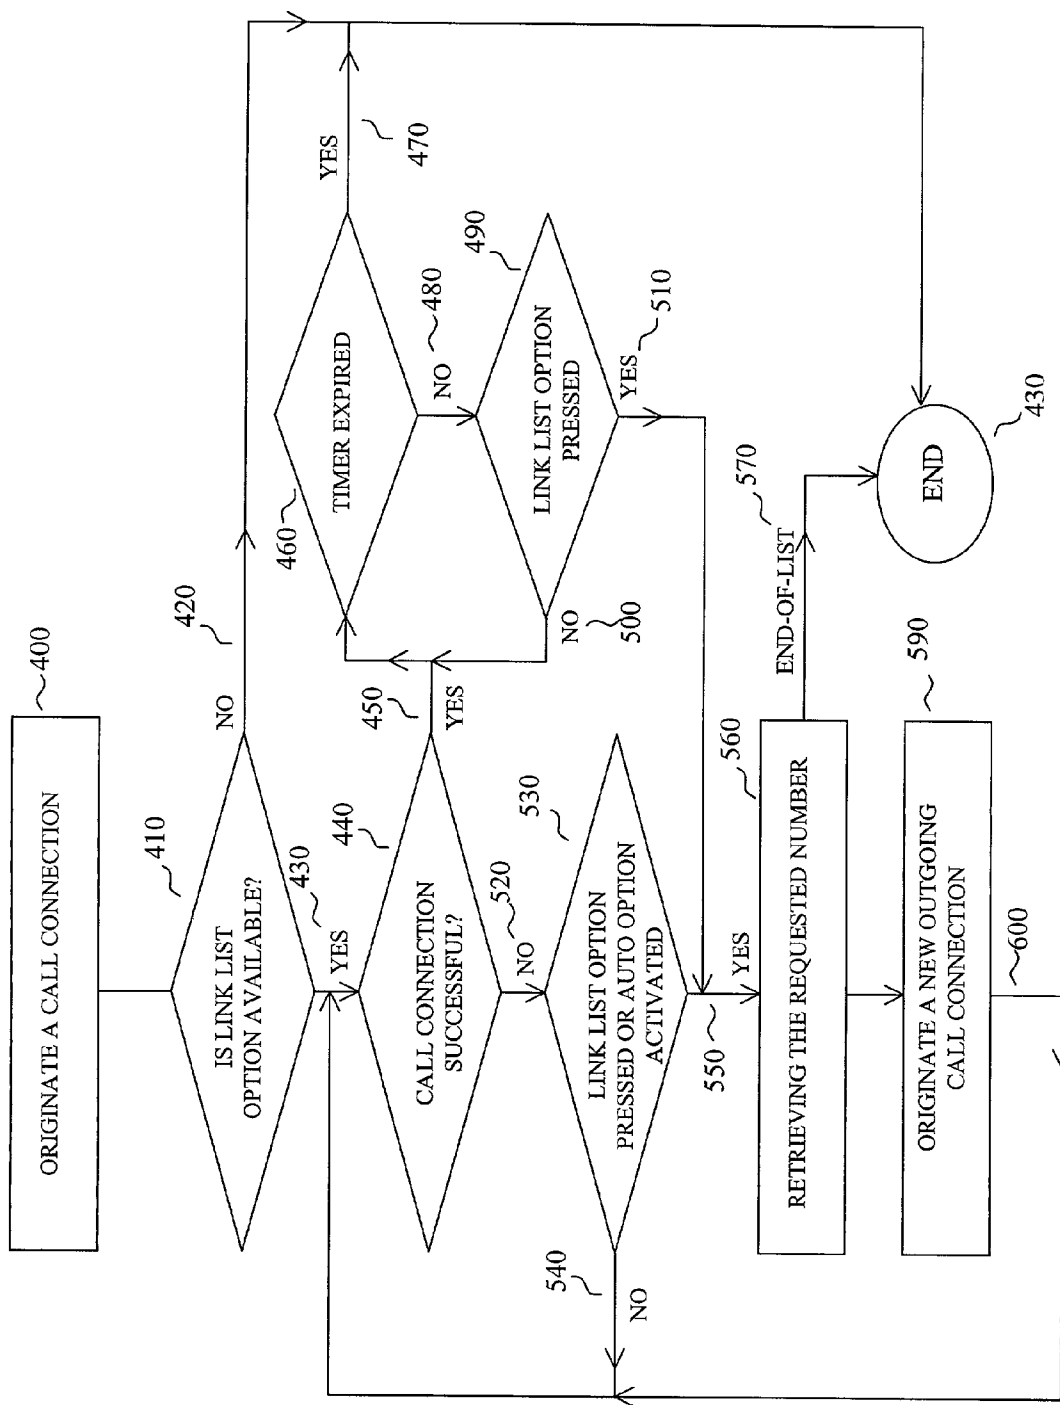 400
ORIGINATE A CALL CONNECTION
410
IS LINK LIST
OPTION AVAILABLE?
NO
420
YES
430
440
CALL CONNECTION
SUCCESSFUL?
450
YES
460
TIMER EXPIRED
YES
470
NO
480
490
LINK LIST OPTION
PRESSED
NO
500
YES
510
NO
520
530
LINK LIST OPTION
PRESSED OR AUTO OPTION
ACTIVATED
540
NO
550
YES
560
RETRIEVING THE REQUESTED NUMBER
END-OF-LIST
570
END
430
590
ORIGINATE A NEW OUTGOING
CALL CONNECTION
600